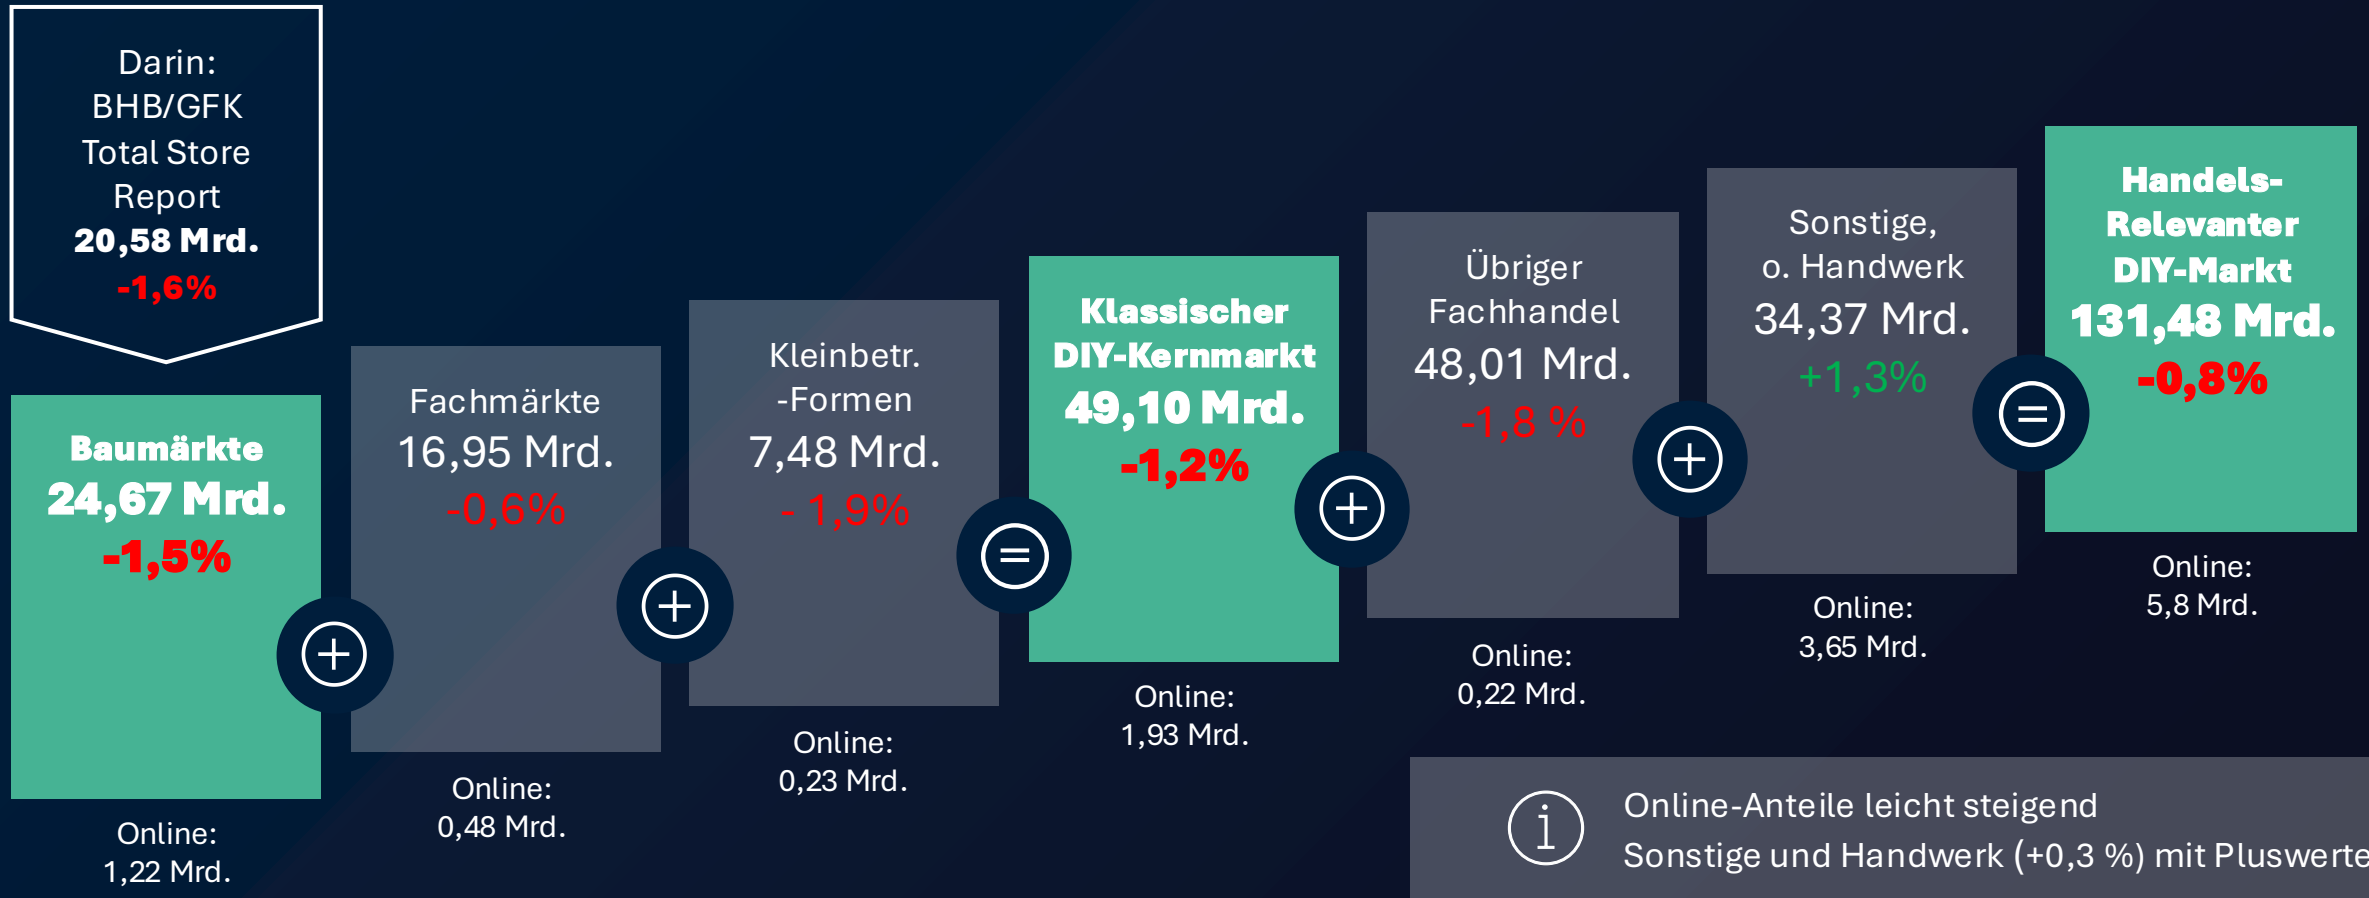 Darin:
BHB/GFK
Total Store
Report
20,58 Mrd.
-1,6%
Baumärkte
24,67 Mrd.
-1,5%
Online:
1,22 Mrd.
Fachmärkte
16,95 Mrd.
-0,6%
Online:
0,48 Mrd.
Kleinbetr.
-Formen
7,48 Mrd.
- 1,9%
Online:
0,23 Mrd.
Klassischer
DIY-Kernmarkt
49,10 Mrd.
-1,2%
Online:
1,93 Mrd.
Übriger
Fachhandel
48,01 Mrd.
-1,8 %
Online:
0,22 Mrd.
Sonstige,
o. Handwerk
34,37 Mrd.
+1,3%
Online:
3,65 Mrd.
Handels-
Relevanter
DIY-Markt
131,48 Mrd.
-0,8%
Online:
5,8 Mrd.
Online-Anteile leicht steigend
Sonstige und Handwerk (+0,3 %) mit Pluswerte